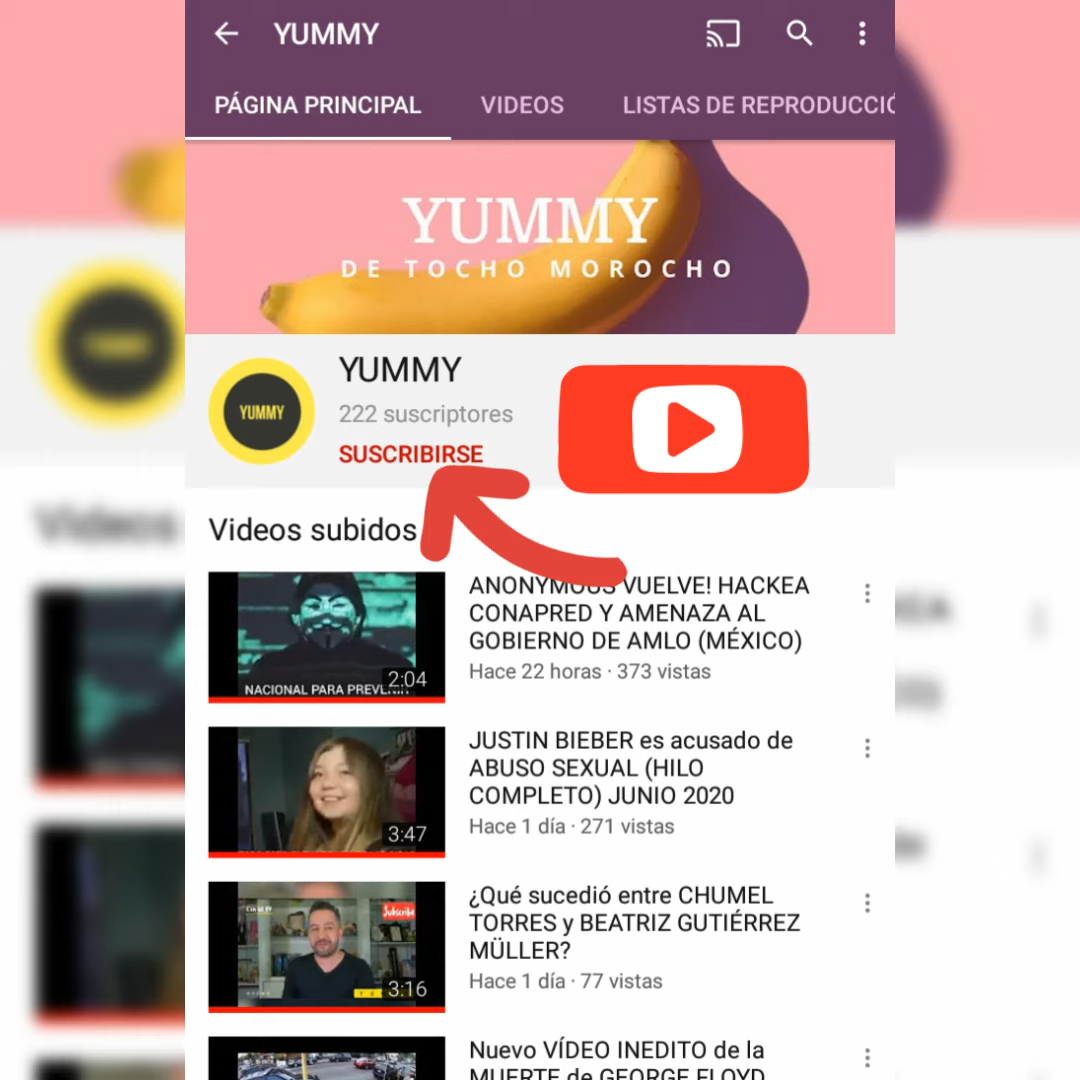 YUMMY
PÁGINA PRINCIPAL VIDEOS LISTAS DE REPRODUCCIÓ
YUMMY
DE TOCHO MOROCHO
YUMMY
YUMMY
222 suscriptores
SUSCRIBIRSE
Videos subidos
ANONYMOUS VUELVE! HACKEA
CONAPRED Y AMENAZA AL
GOBIERNO DE AMLO (MÉXICO)
Hace 22 horas · 373 vistas
2:04
NACIONAL PARA PREVENIR
JUSTIN BIEBER es acusado de
ABUSO SEXUAL (HILO
COMPLETO) JUNIO 2020
Hace 1 día · 271 vistas
3:47
Subscribe
¿Qué sucedió entre CHUMEL
TORRES y BEATRIZ GUTIÉRREZ
MÜLLER?
Hace 1 día · 77 vistas
3:16
Nuevo VÍDEO INEDITO de la
MUERTE de GEORGE FLOYD